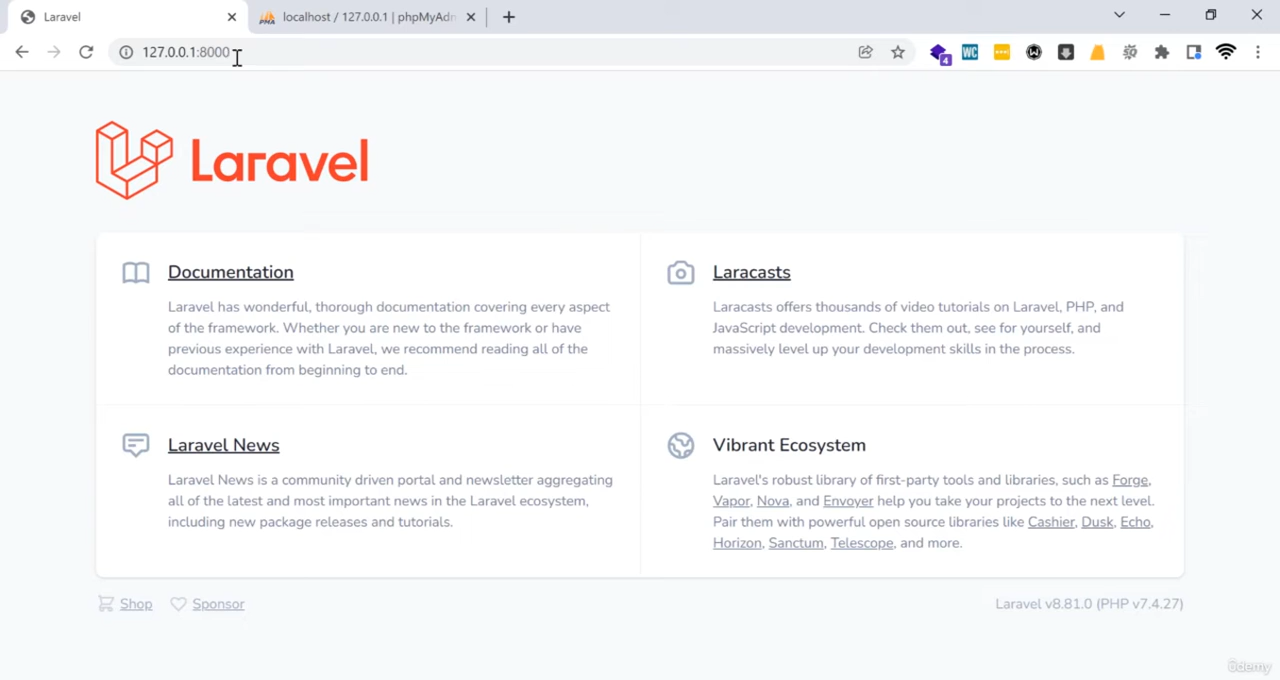 Laravel
localhost / 127.0.0.1 | phpMyAdn
127.0.0.1:8000
WC
4
Laravel
Documentation
Laravel has wonderful, thorough documentation covering every aspect
of the framework. Whether you are new to the framework or have
previous experience with Laravel, we recommend reading all of the
documentation from beginning to end.
Laracasts
Laracasts offers thousands of video tutorials on Laravel, PHP, and
JavaScript development. Check them out, see for yourself, and
massively level up your development skills in the process.
Laravel News
Laravel News is a community driven portal and newsletter aggregating
all of the latest and most important news in the Laravel ecosystem,
including new package releases and tutorials.
Vibrant Ecosystem
Laravel's robust library of first-party tools and libraries, such as Forge,
Vapor, Nova, and Envoyer help you take your projects to the next level.
Pair them with powerful open source libraries like Cashier, Dusk, Echo,
Horizon, Sanctum, Telescope, and more.
Shop
Sponsor
Laravel v8.81.0 (PHP v7.4.27)
ûdemy